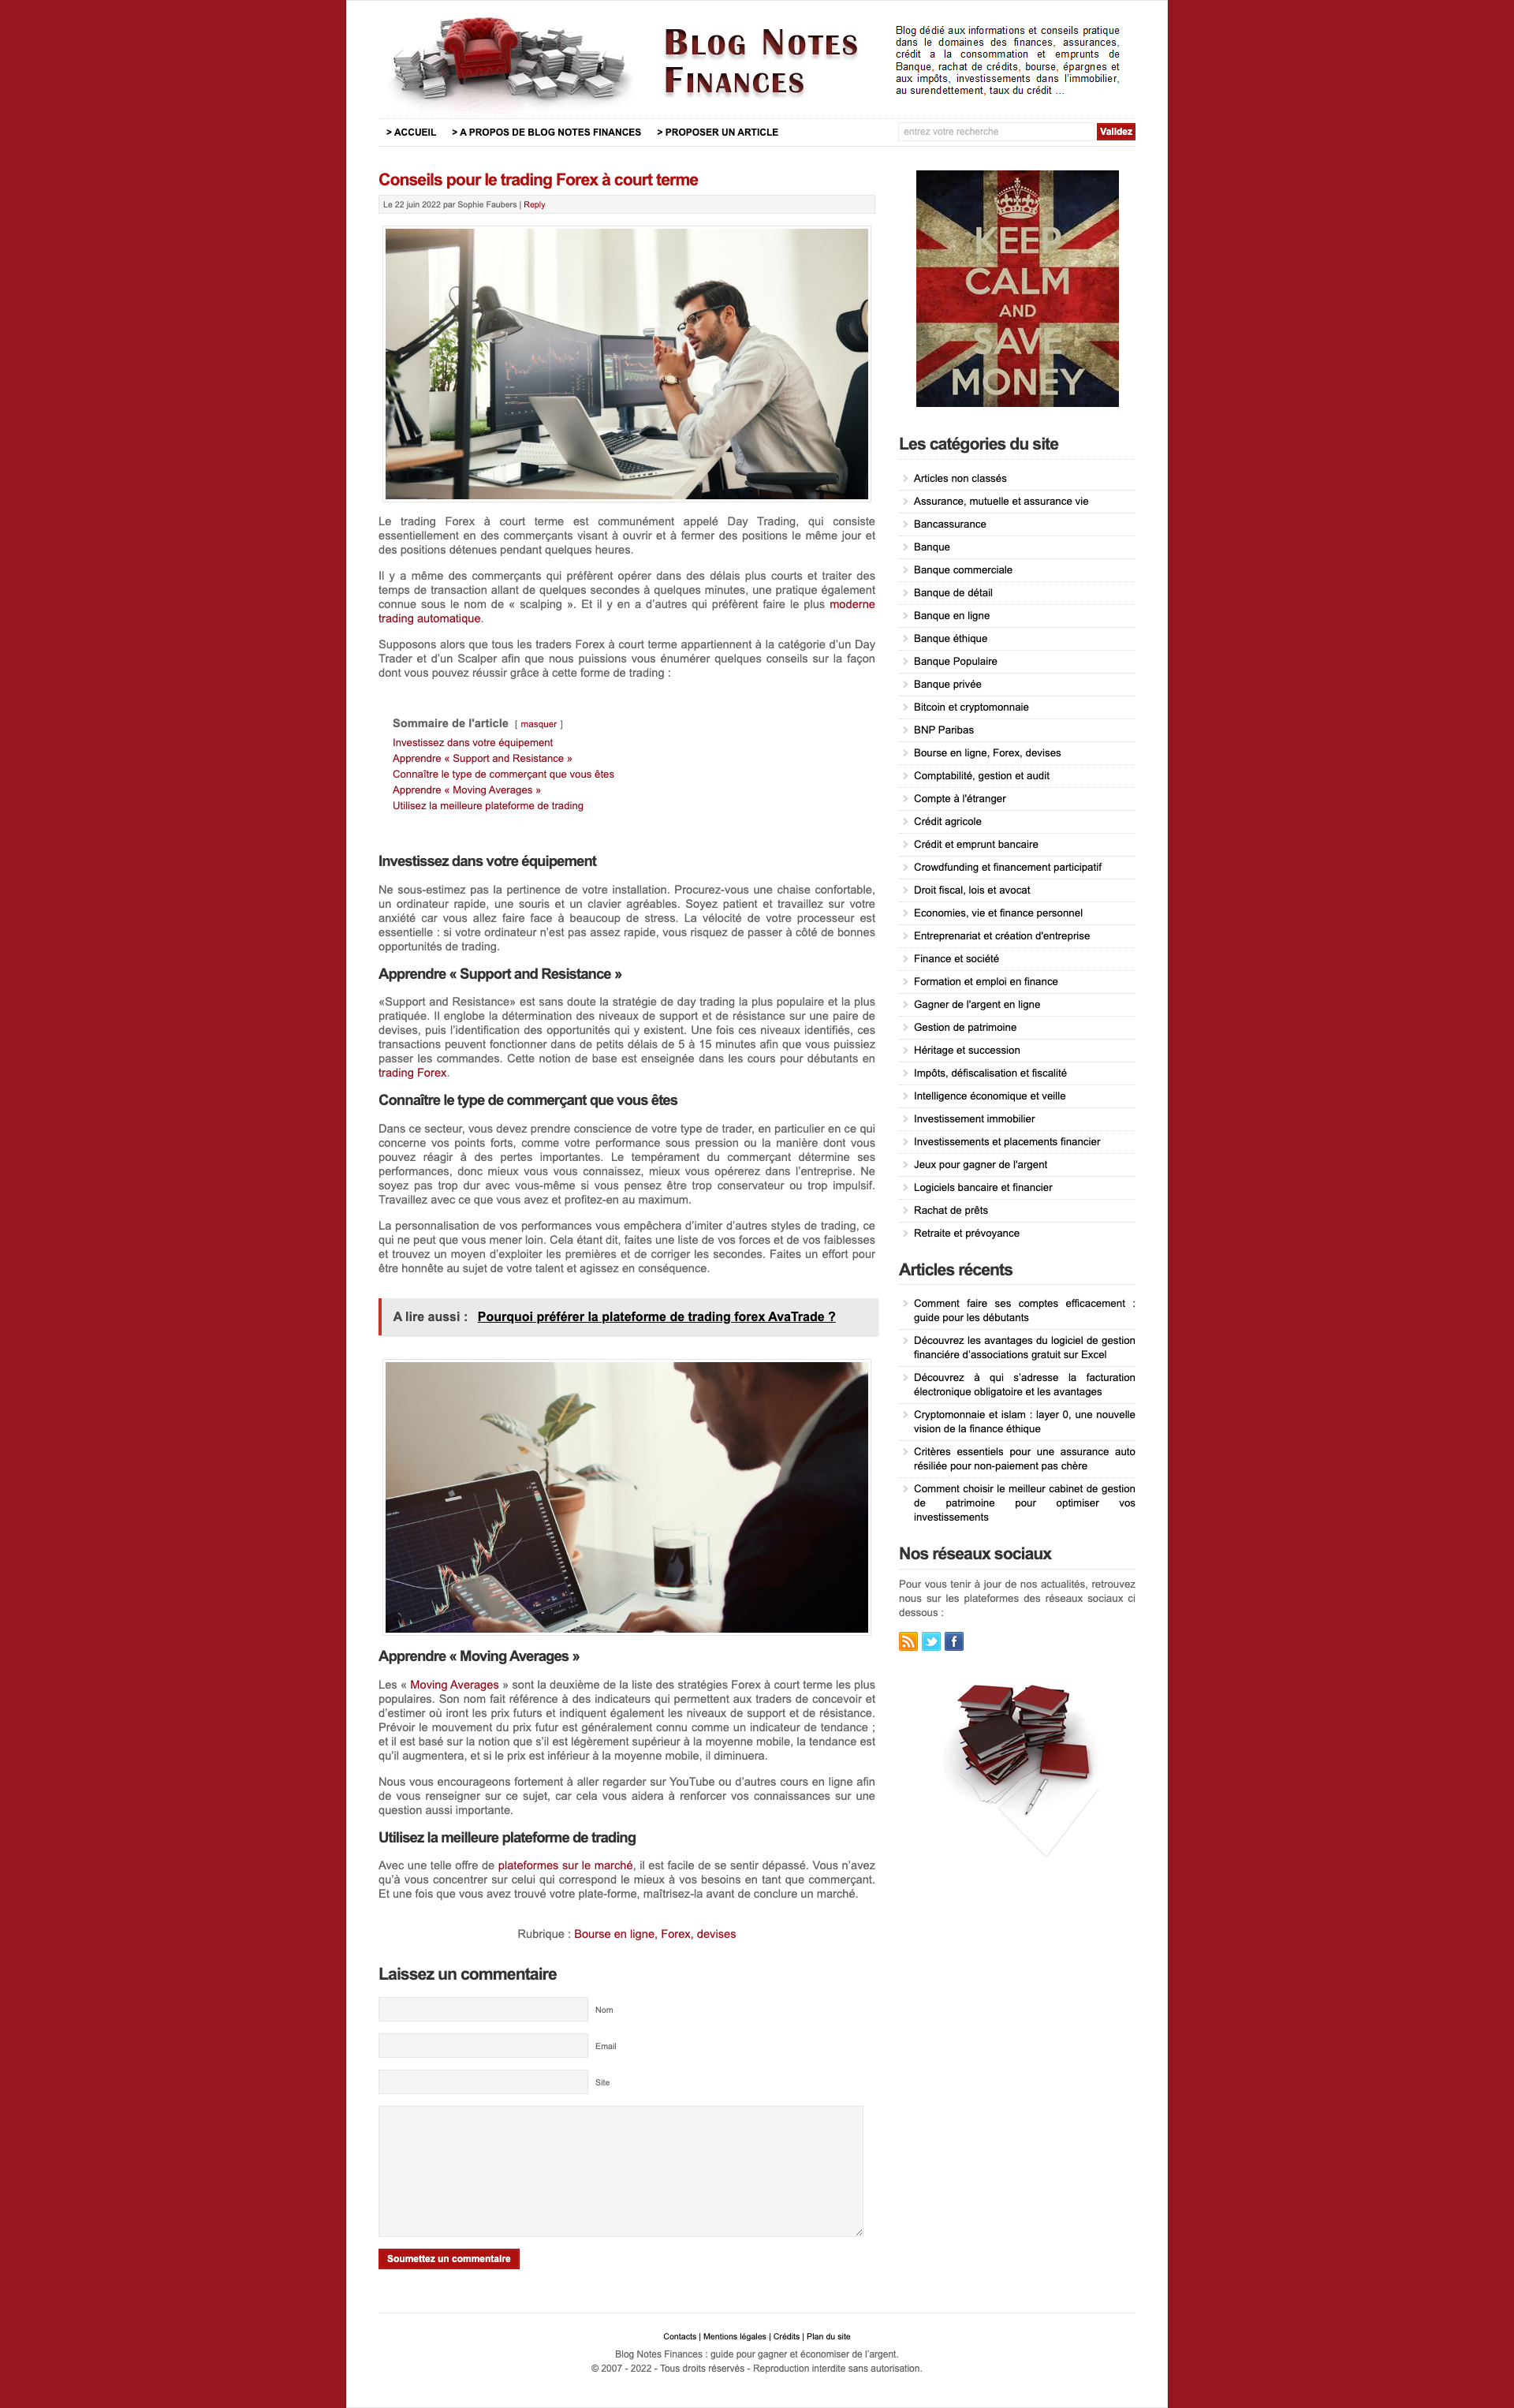 Blog Notes
Finances
Blog dédié aux informations et conseils pratique
dans le domaines des finances, assurances,
crédit a la consommation et emprunts de
Banque, rachat de crédits, bourse, épargnes et
aux impôts, investissements dans l'immobilier,
au surendettement, taux du crédit ...
> ACCUEIL > A PROPOS DE BLOG NOTES FINANCES > PROPOSER UN ARTICLE
entrez votre recherche Validez
Conseils pour le trading Forex à court terme
Le 22 juin 2022 par Sophie Faubers | Reply
Le trading Forex à court terme est communément appelé Day Trading, qui consiste
essentiellement en des commerçants visant à ouvrir et à fermer des positions le même jour et
des positions détenues pendant quelques heures.
Il y a même des commerçants qui préfèrent opérer dans des délais plus courts et traiter des
temps de transaction allant de quelques secondes à quelques minutes, une pratique également
connue sous le nom de « scalping ». Et il y en a d'autres qui préfèrent faire le plus moderne
trading automatique.
Supposons alors que tous les traders Forex à court terme appartiennent à la catégorie d'un Day
Trader et d'un Scalper afin que nous puissions vous énumérer quelques conseils sur la façon
dont vous pouvez réussir grâce à cette forme de trading :
Sommaire de l'article [ masquer ]
Investissez dans votre équipement
Apprendre « Support and Resistance »
Connaître le type de commerçant que vous êtes
Apprendre « Moving Averages »
Utilisez la meilleure plateforme de trading
Investissez dans votre équipement
Ne sous-estimez pas la pertinence de votre installation. Procurez-vous une chaise confortable,
un ordinateur rapide, une souris et un clavier agréables. Soyez patient et travaillez sur votre
anxiété car vous allez faire face à beaucoup de stress. La vélocité de votre processeur est
essentielle : si votre ordinateur n'est pas assez rapide, vous risquez de passer à côté de bonnes
opportunités de trading.
Apprendre « Support and Resistance »
«Support and Resistance» est sans doute la stratégie de day trading la plus populaire et la plus
pratiquée. Il englobe la détermination des niveaux de support et de résistance sur une paire de
devises, puis l'identification des opportunités qui y existent. Une fois ces niveaux identifiés, ces
transactions peuvent fonctionner dans de petits délais de 5 à 15 minutes afin que vous puissiez
passer les commandes. Cette notion de base est enseignée dans les cours pour débutants en
trading Forex.
Connaître le type de commerçant que vous êtes
Dans ce secteur, vous devez prendre conscience de votre type de trader, en particulier en ce qui
concerne vos points forts, comme votre performance sous pression ou la manière dont vous
pouvez réagir à des pertes importantes. Le tempérament du commerçant détermine ses
performances, donc mieux vous vous connaissez, mieux vous opérerez dans l'entreprise. Ne
soyez pas trop dur avec vous-même si vous pensez être trop conservateur ou trop impulsif.
Travaillez avec ce que vous avez et profitez-en au maximum.
La personnalisation de vos performances vous empêchera d'imiter d'autres styles de trading, ce
qui ne peut que vous mener loin. Cela étant dit, faites une liste de vos forces et de vos faiblesses
et trouvez un moyen d'exploiter les premières et de corriger les secondes. Faites un effort pour
être honnête au sujet de votre talent et agissez en conséquence.
A lire aussi : Pourquoi préférer la plateforme de trading forex AvaTrade ?
Apprendre « Moving Averages »
Les « Moving Averages » sont la deuxième de la liste des stratégies Forex à court terme les plus
populaires. Son nom fait référence à des indicateurs qui permettent aux traders de concevoir et
d'estimer où iront les prix futurs et indiquent également les niveaux de support et de résistance.
Prévoir le mouvement du prix futur est généralement connu comme un indicateur de tendance ;
et il est basé sur la notion que s'il est légèrement supérieur à la moyenne mobile, la tendance est
qu'il augmentera, et si le prix est inférieur à la moyenne mobile, il diminuera.
Nous vous encourageons fortement à aller regarder sur YouTube ou d'autres cours en ligne afin
de vous renseigner sur ce sujet, car cela vous aidera à renforcer vos connaissances sur une
question aussi importante.
Utilisez la meilleure plateforme de trading
Avec une telle offre de plateformes sur le marché, il est facile de se sentir dépassé. Vous n'avez
qu'à vous concentrer sur celui qui correspond le mieux à vos besoins en tant que commerçant.
Et une fois que vous avez trouvé votre plate-forme, maîtrisez-la avant de conclure un marché.
Rubrique : Bourse en ligne, Forex, devises
Laissez un commentaire
Nom
Email
Site
Soumettez un commentaire
KEEP
CALM
AND
SAVE
MONEY
Les catégories du site
Articles non classés
Assurance, mutuelle et assurance vie
Bancassurance
Banque
Banque commerciale
Banque de détail
Banque en ligne
Banque éthique
Banque Populaire
Banque privée
Bitcoin et cryptomonnaie
BNP Paribas
Bourse en ligne, Forex, devises
Comptabilité, gestion et audit
Compte à l'étranger
Crédit agricole
Crédit et emprunt bancaire
Crowdfunding et financement participatif
Droit fiscal, lois et avocat
Economies, vie et finance personnel
Entreprenariat et création d'entreprise
Finance et société
Formation et emploi en finance
Gagner de l'argent en ligne
Gestion de patrimoine
Héritage et succession
Impôts, défiscalisation et fiscalité
Intelligence économique et veille
Investissement immobilier
Investissements et placements financier
Jeux pour gagner de l'argent
Logiciels bancaire et financier
Rachat de prêts
Retraite et prévoyance
Articles récents
Comment faire ses comptes efficacement :
guide pour les débutants
Découvrez les avantages du logiciel de gestion
financiére d'associations gratuit sur Excel
Découvrez à qui s'adresse la facturation
électronique obligatoire et les avantages
Cryptomonnaie et islam : layer 0, une nouvelle
vision de la finance éthique
Critères essentiels pour une assurance auto
résiliée pour non-paiement pas chère
Comment choisir le meilleur cabinet de gestion
de patrimoine pour optimiser vos
investissements
Nos réseaux sociaux
Pour vous tenir à jour de nos actualités, retrouvez
nous sur les plateformes des réseaux sociaux ci
dessous :
Contacts | Mentions légales | Crédits | Plan du site
Blog Notes Finances : guide pour gagner et économiser de l'argent.
© 2007 - 2022 - Tous droits réservés - Reproduction interdite sans autorisation.